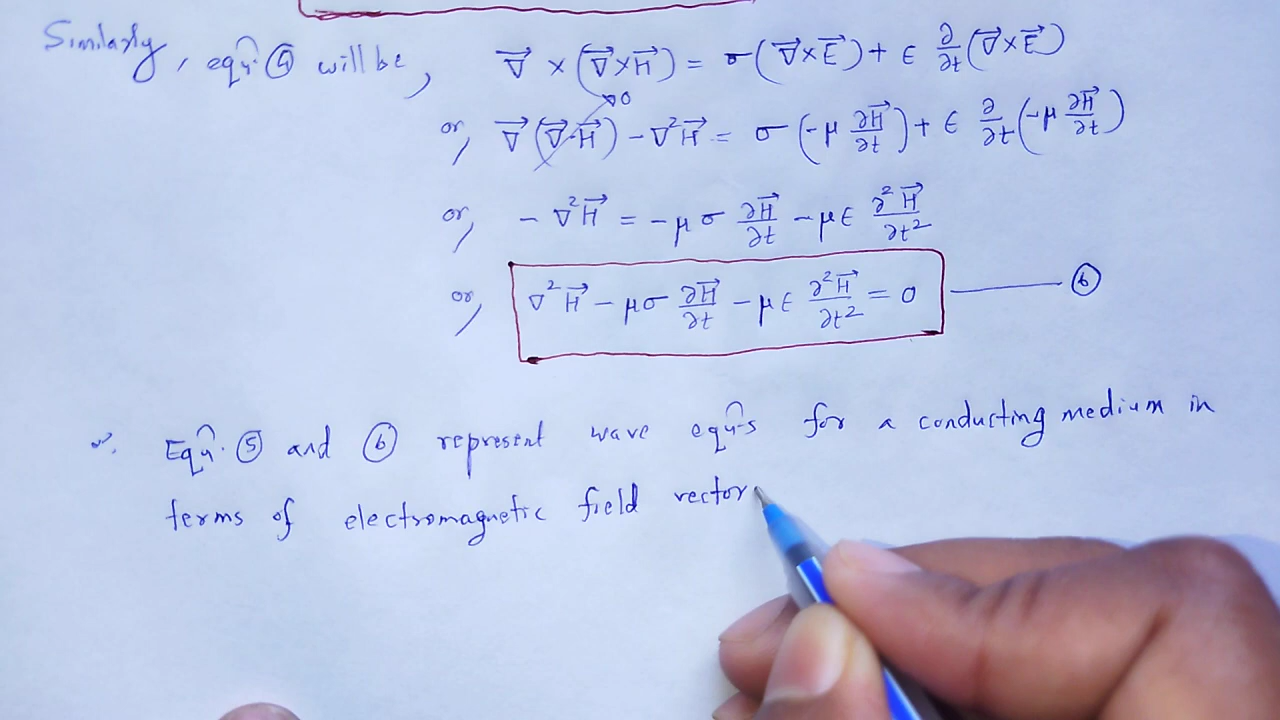 Similarly, eqn. ④ will be, ∇⃗ × (∇⃗×H⃗) = σ(∇⃗×E⃗) + ϵ ∂/∂t (∇⃗×E⃗)
or, ∇⃗(∇⃗·H⃗)→0 − ∇²H⃗ = σ(−μ ∂H⃗/∂t) + ϵ ∂/∂t(−μ ∂H⃗/∂t)
or, − ∇²H⃗ = −μσ ∂H⃗/∂t − μϵ ∂²H⃗/∂t²
or, ∇²H⃗ − μσ ∂H⃗/∂t − μϵ ∂²H⃗/∂t² = 0 — ⑥
∴ Eqn. ⑤ and ⑥ represent wave eqns for a conducting medium in
terms of electromagnetic field vector